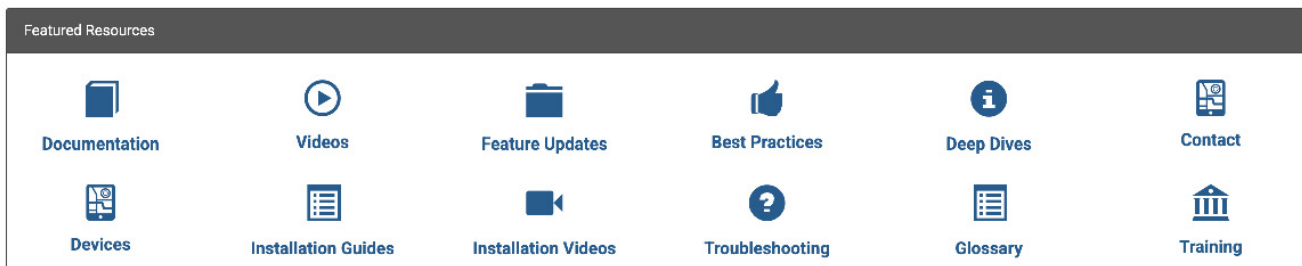 Featured Resources
Documentation
Videos
Feature Updates
Best Practices
Deep Dives
Contact
Devices
Installation Guides
Installation Videos
Troubleshooting
Glossary
Training